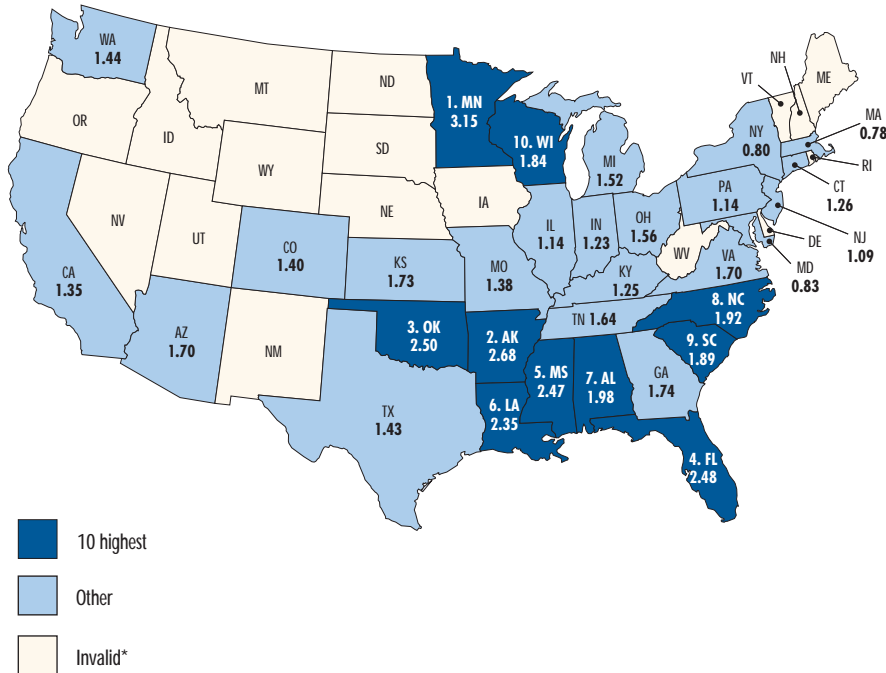 WA
1.44
OR
CA
1.35
NV
ID
MT
WY
UT
AZ
1.70
CO
1.40
NM
ND
SD
NE
KS
1.73
3. OK
2.50
TX
1.43
1. MN
3.15
IA
MO
1.38
2. AK
2.68
6. LA
2.35
10. WI
1.84
IL
1.14
MI
1.52
IN
1.23
OH
1.56
KY
1.25
TN 1.64
5. MS
2.47
7. AL
1.98
GA
1.74
4. FL
2.48
9. SC
1.89
8. NC
1.92
VA
1.70
WV
PA
1.14
NY
0.80
VT
NH
ME
MA
0.78
RI
CT
1.26
NJ
1.09
DE
MD
0.83
10 highest
Other
Invalid*